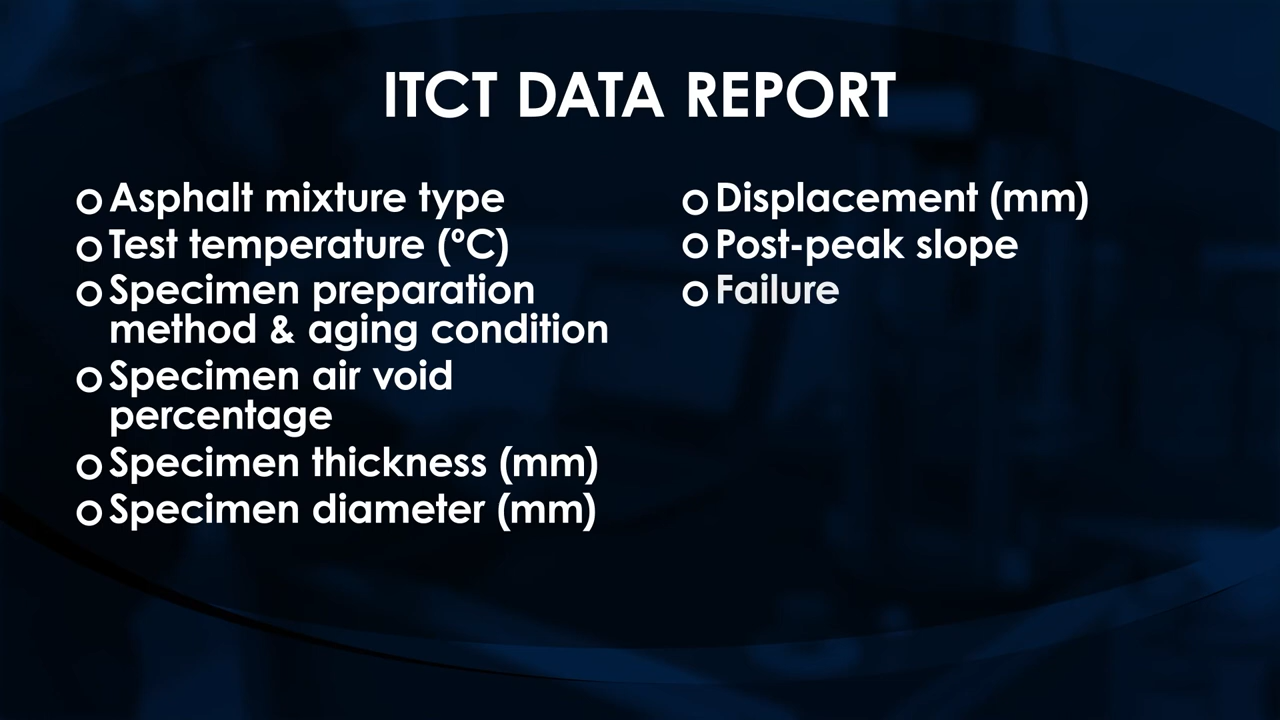 ITCT DATA REPORT
Asphalt mixture type
Test temperature (ºC)
Specimen preparation
method & aging condition
Specimen air void
percentage
Specimen thickness (mm)
Specimen diameter (mm)
Displacement (mm)
Post-peak slope
Failure